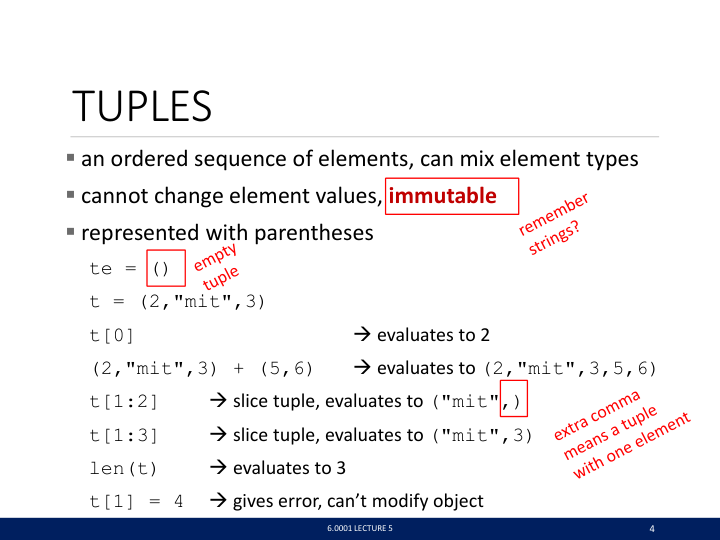 TUPLES
▪ an ordered sequence of elements, can mix element types
▪ cannot change element values, immutable
remember
strings?
▪ represented with parentheses
te = ()
empty
tuple
t = (2,"mit",3)
t[0] → evaluates to 2
(2,"mit",3) + (5,6) → evaluates to (2,"mit",3,5,6)
t[1:2] → slice tuple, evaluates to ("mit",)
extra comma
means a tuple
with one element
t[1:3] → slice tuple, evaluates to ("mit",3)
len(t) → evaluates to 3
t[1] = 4 → gives error, can’t modify object
6.0001 LECTURE 5
4